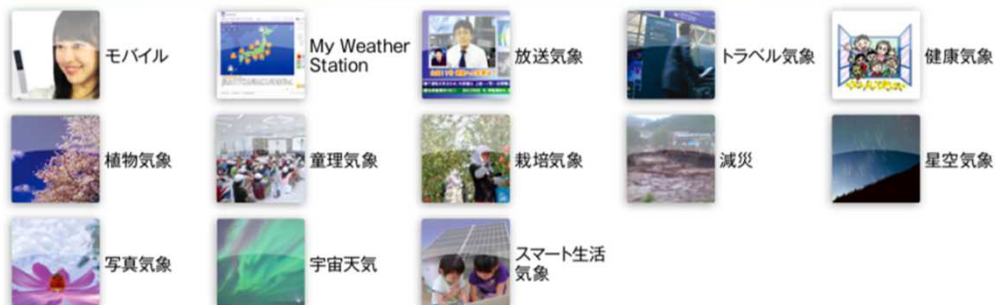 モバイル
My Weather
Station
放送気象
トラベル気象
健康気象
植物気象
童理気象
栽培気象
減災
星空気象
写真気象
宇宙天気
スマート生活
気象